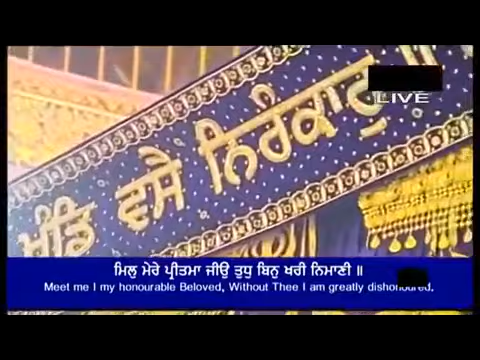 LIVE
ਖੰਡਿ ਵਸੈ ਨਿਰੰਕਾਰੁ ॥
ਮਿਲੁ ਮੇਰੇ ਪ੍ਰੀਤਮਾ ਜੀਉ ਤੁਧੁ ਬਿਨੁ ਖਰੀ ਨਿਮਾਣੀ ॥
Meet me I my honourable Beloved, Without Thee I am greatly dishonoured.